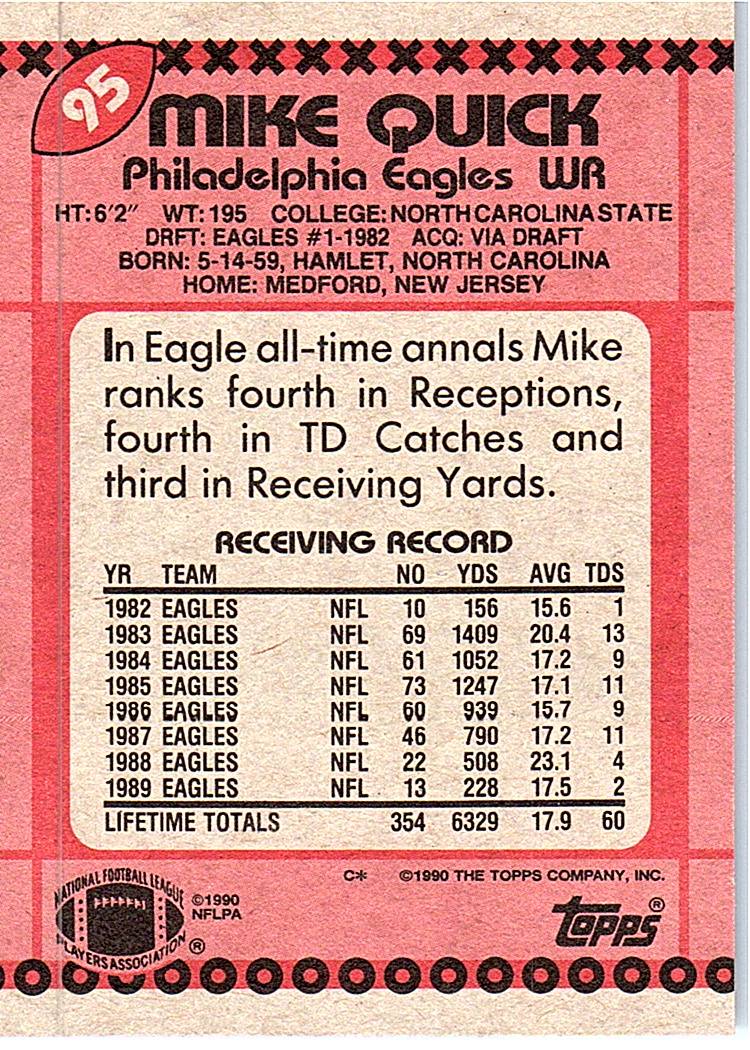 95
MIKE QUICK
Philadelphia Eagles WR
HT: 6'2" WT: 195 COLLEGE: NORTH CAROLINA STATE
DRFT: EAGLES #1-1982 ACQ: VIA DRAFT
BORN: 5-14-59, HAMLET, NORTH CAROLINA
HOME: MEDFORD, NEW JERSEY
In Eagle all-time annals Mike
ranks fourth in Receptions,
fourth in TD Catches and
third in Receiving Yards.
RECEIVING RECORD
YR TEAM NO YDS AVG TDS
1982 EAGLES NFL 10 156 15.6 1
1983 EAGLES NFL 69 1409 20.4 13
1984 EAGLES NFL 61 1052 17.2 9
1985 EAGLES NFL 73 1247 17.1 11
1986 EAGLES NFL 60 939 15.7 9
1987 EAGLES NFL 46 790 17.2 11
1988 EAGLES NFL 22 508 23.1 4
1989 EAGLES NFL 13 228 17.5 2
LIFETIME TOTALS 354 6329 17.9 60
C* ©1990 THE TOPPS COMPANY, INC.
NATIONAL FOOTBALL LEAGUE
PLAYERS ASSOCIATION ®
©1990
NFLPA
TOPPS ®